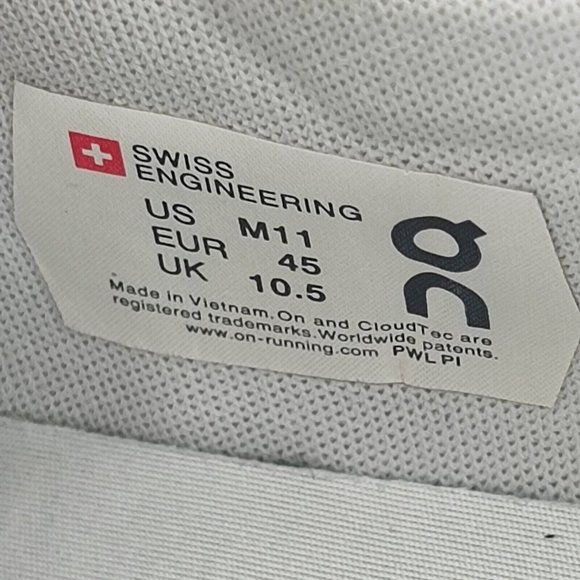 SWISS
ENGINEERING
US M11
EUR 45
UK 10.5
Made in Vietnam.On and CloudTec are
registered trademarks.Worldwide patents.
www.on-running.com PWL PI
On